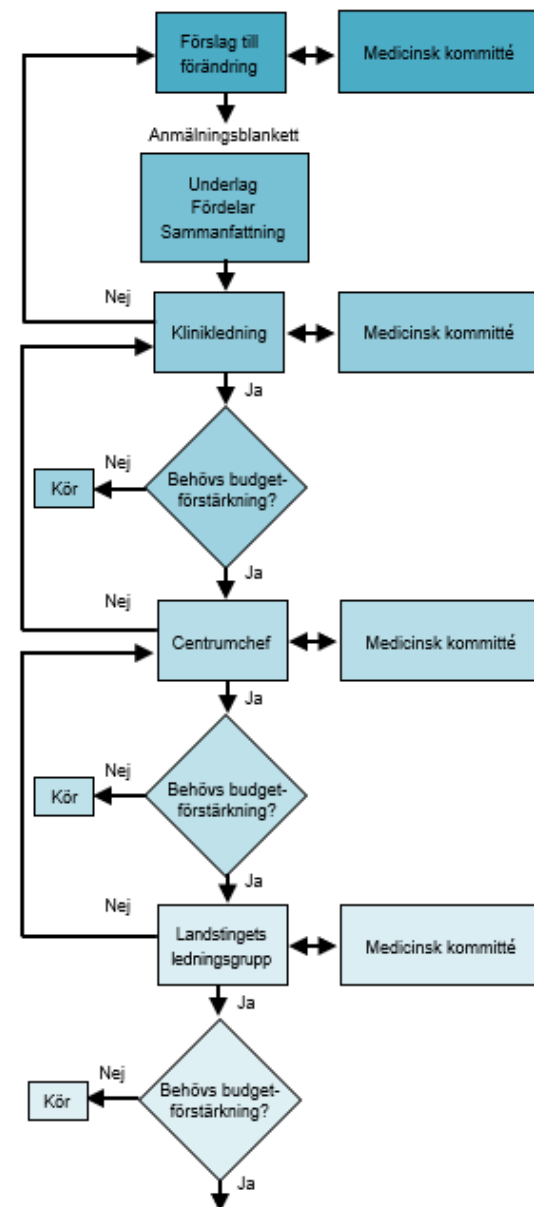 Förslag till
förändring
Medicinsk kommitté
Anmälningsblankett
Underlag
Fördelar
Sammanfattning
Nej
Klinikledning
Medicinsk kommitté
Ja
Nej
Kör
Behövs budget-
förstärkning?
Ja
Nej
Centrumchef
Medicinsk kommitté
Ja
Nej
Kör
Behövs budget-
förstärkning?
Ja
Nej
Landstingets
ledningsgrupp
Medicinsk kommitté
Ja
Nej
Kör
Behövs budget-
förstärkning?
Ja